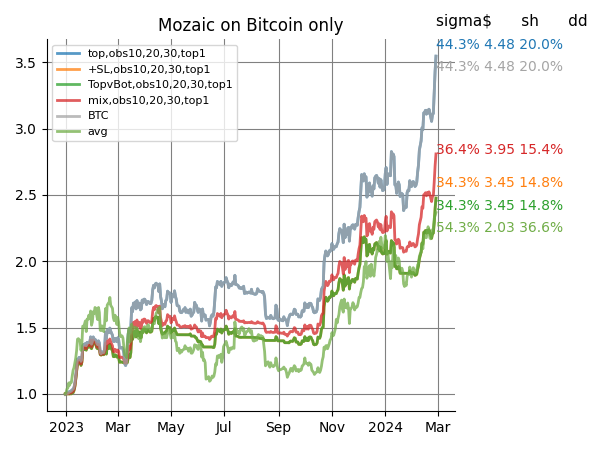 Mozaic on Bitcoin only
sigma$ sh dd
44.3% 4.48 20.0%
44.3% 4.48 20.0%
36.4% 3.95 15.4%
34.3% 3.45 14.8%
34.3% 3.45 14.8%
54.3% 2.03 36.6%
top,obs10,20,30,top1
+SL,obs10,20,30,top1
TopvBot,obs10,20,30,top1
mix,obs10,20,30,top1
BTC
avg
3.5
3.0
2.5
2.0
1.5
1.0
2023 Mar May Jul Sep Nov 2024 Mar